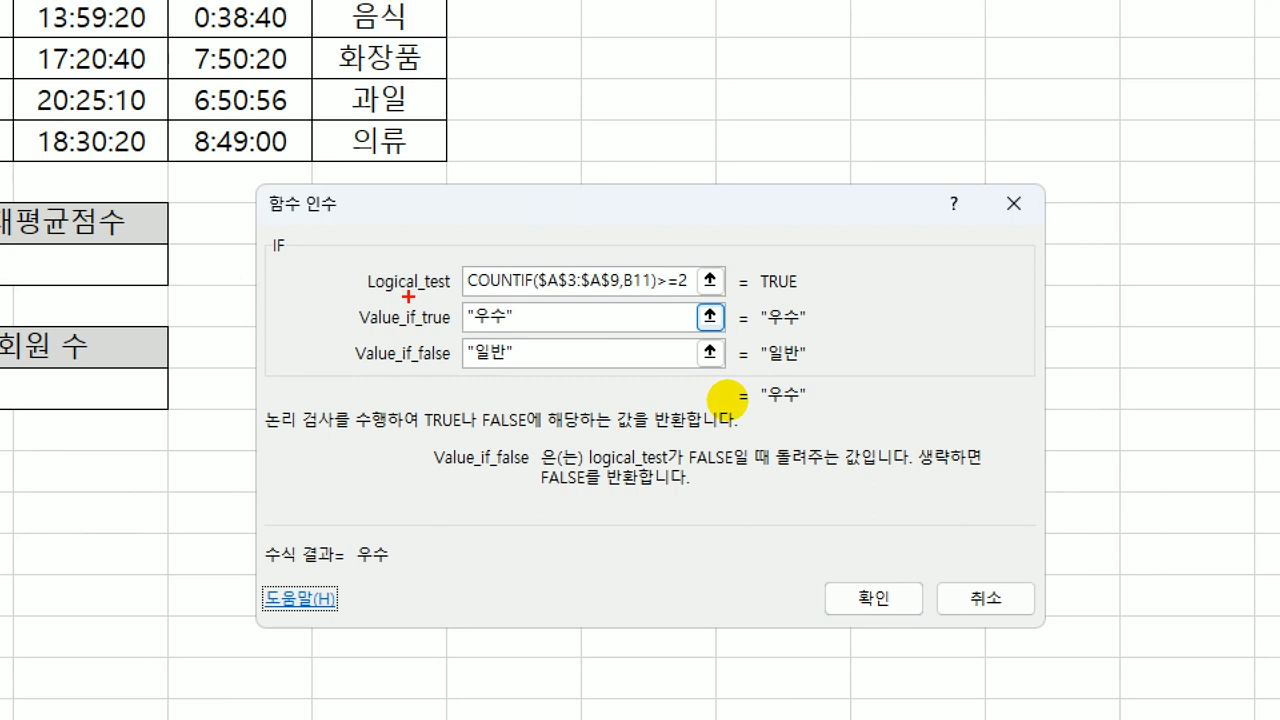 13:59:20 0:38:40 음식
17:20:40 7:50:20 화장품
20:25:10 6:50:56 과일
18:30:20 8:49:00 의류
평균점수
회원 수
함수 인수 ?
IF
Logical_test COUNTIF($A$3:$A$9,B11)>=2 = TRUE
Value_if_true "우수" = "우수"
Value_if_false "일반" = "일반"
= "우수"
논리 검사를 수행하여 TRUE나 FALSE에 해당하는 값을 반환합니다.
Value_if_false 은(는) logical_test가 FALSE일 때 돌려주는 값입니다. 생략하면
FALSE를 반환합니다.
수식 결과= 우수
도움말(H) 확인 취소